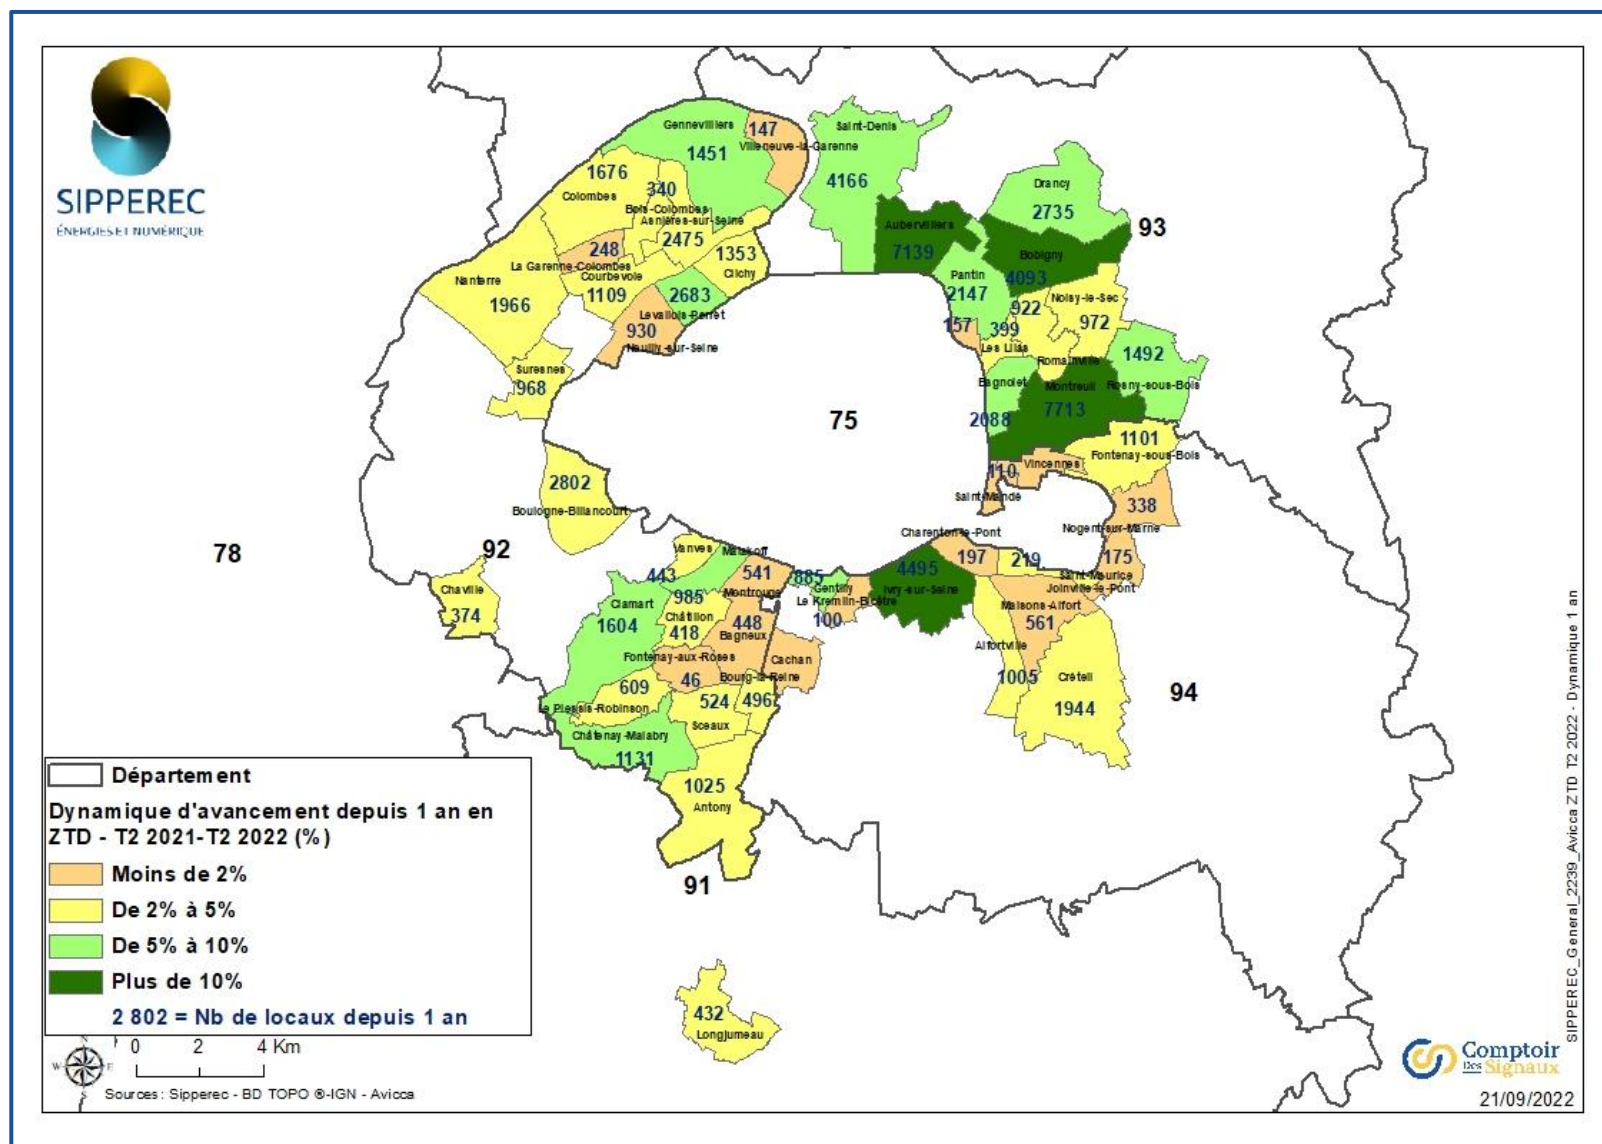 SIPPEREC
ÉNERGIES ET NUMÉRIQUE
Gennevilliers
147
Villeneuve-la-Garenne
1451
Saint-Denis
4166
1676
Colombes
340
Bois-Colombes
Asnières-sur-Seine
2475
248
La Garenne-Colombes
Courbevoie
1109
1353
Clichy
2683
Levallois-Perret
930
Neuilly-sur-Seine
Nanterre
1966
Suresnes
968
Aubervilliers
7139
Drancy
2735
93
Bobigny
4093
Pantin
2147
157
399
Les Lilas
922
Noisy-le-Sec
972
Romainville
1492
Rosny-sous-Bois
Bagnolet
2088
Montreuil
7713
75
1101
Fontenay-sous-Bois
110
Vincennes
Saint-Mandé
338
Nogent-sur-Marne
175
2802
Boulogne-Billancourt
78
92
Chaville
374
Vanves
443
Malakoff
541
Montrouge
985
Clamart
1604
Châtillon
418
448
Bagneux
Fontenay-aux-Roses
46
Bourg-la-Reine
496
609
Le Plessis-Robinson
524
Sceaux
Châtenay-Malabry
1131
1025
Antony
Cachan
885
Gentilly
Le Kremlin-Bicêtre
100
4495
Ivry-sur-Seine
Charenton-le-Pont
197
219
Saint-Maurice
Joinville-le-Pont
Maisons-Alfort
561
Alfortville
1005
Créteil
1944
94
91
432
Longjumeau
Département
Dynamique d'avancement depuis 1 an en
ZTD - T2 2021-T2 2022 (%)
Moins de 2%
De 2% à 5%
De 5% à 10%
Plus de 10%
2 802 = Nb de locaux depuis 1 an
N
W
E
S
0 2 4 Km
Sources : Sipperec - BD TOPO ®-IGN - Avicca
SIPPEREC_General_2239_Avicca ZTD T2 2022 - Dynamique 1 an
Comptoir
Des Signaux
21/09/2022